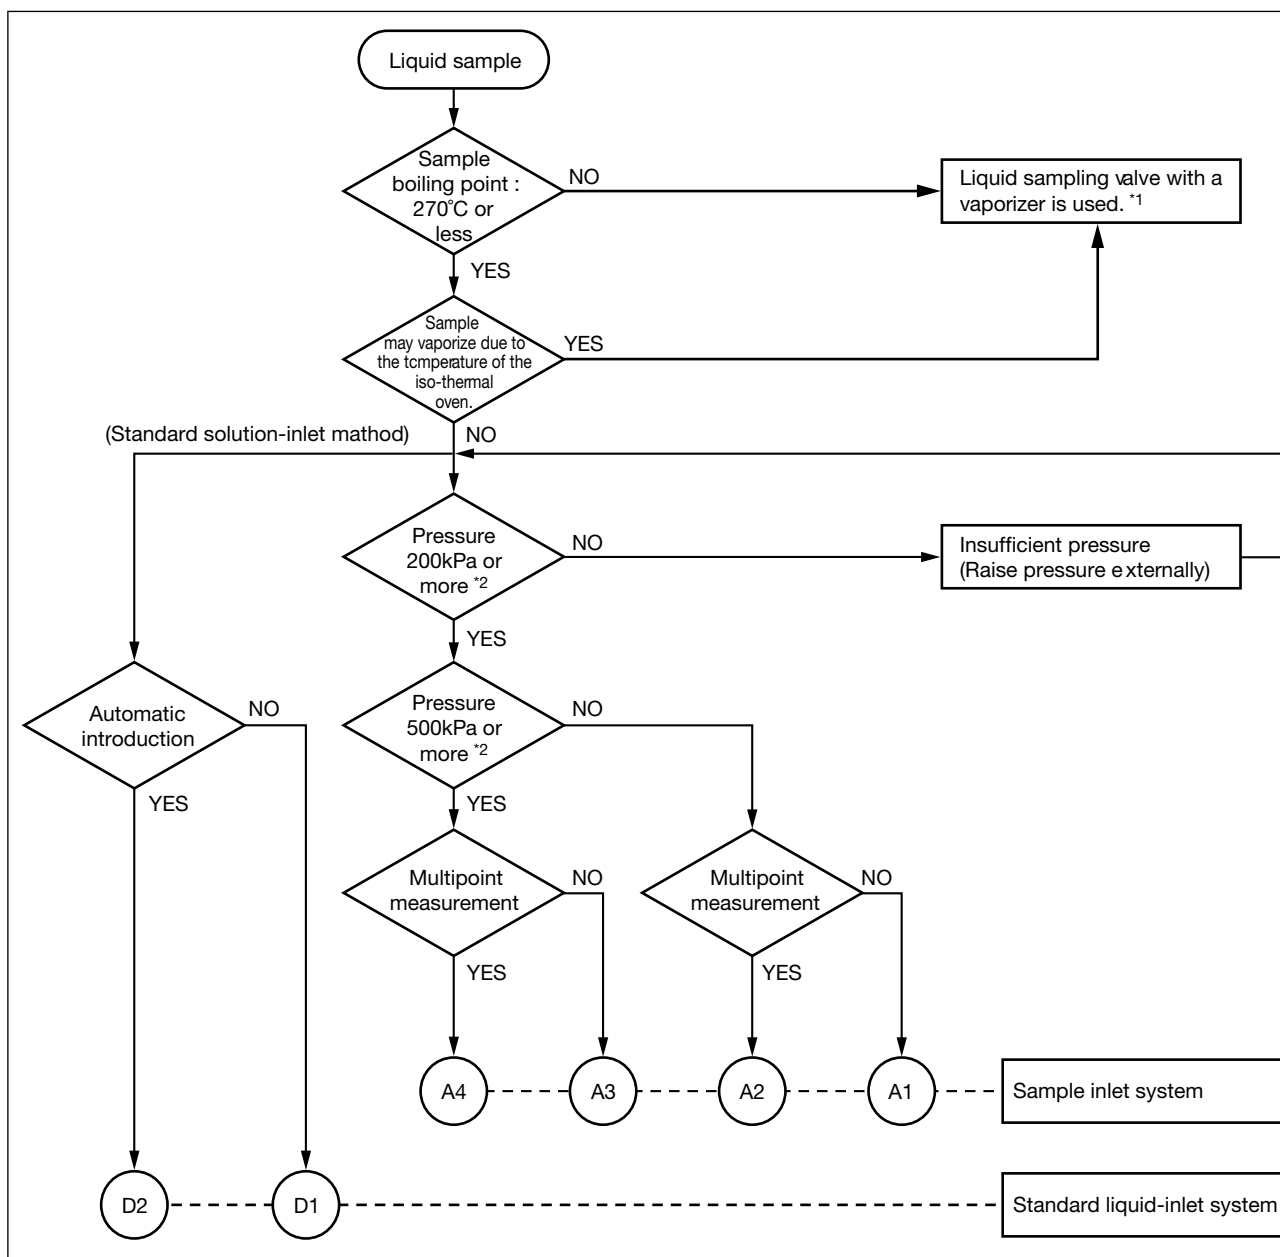 Liquid sample
Sample
boiling point :
270°C or
less
NO
Liquid sampling valve with a
vaporizer is used. *1
YES
Sample
may vaporize due to
the tcmperature of the
iso-thermal
oven.
YES
(Standard solution-inlet mathod)
NO
Pressure
200kPa or
more *2
NO
Insufficient pressure
(Raise pressure e xternally)
YES
Automatic
introduction
NO
Pressure
500kPa or
more *2
NO
YES
YES
Multipoint
measurement
NO
Multipoint
measurement
NO
YES
YES
A4
A3
A2
A1
Sample inlet system
D2
D1
Standard liquid-inlet system